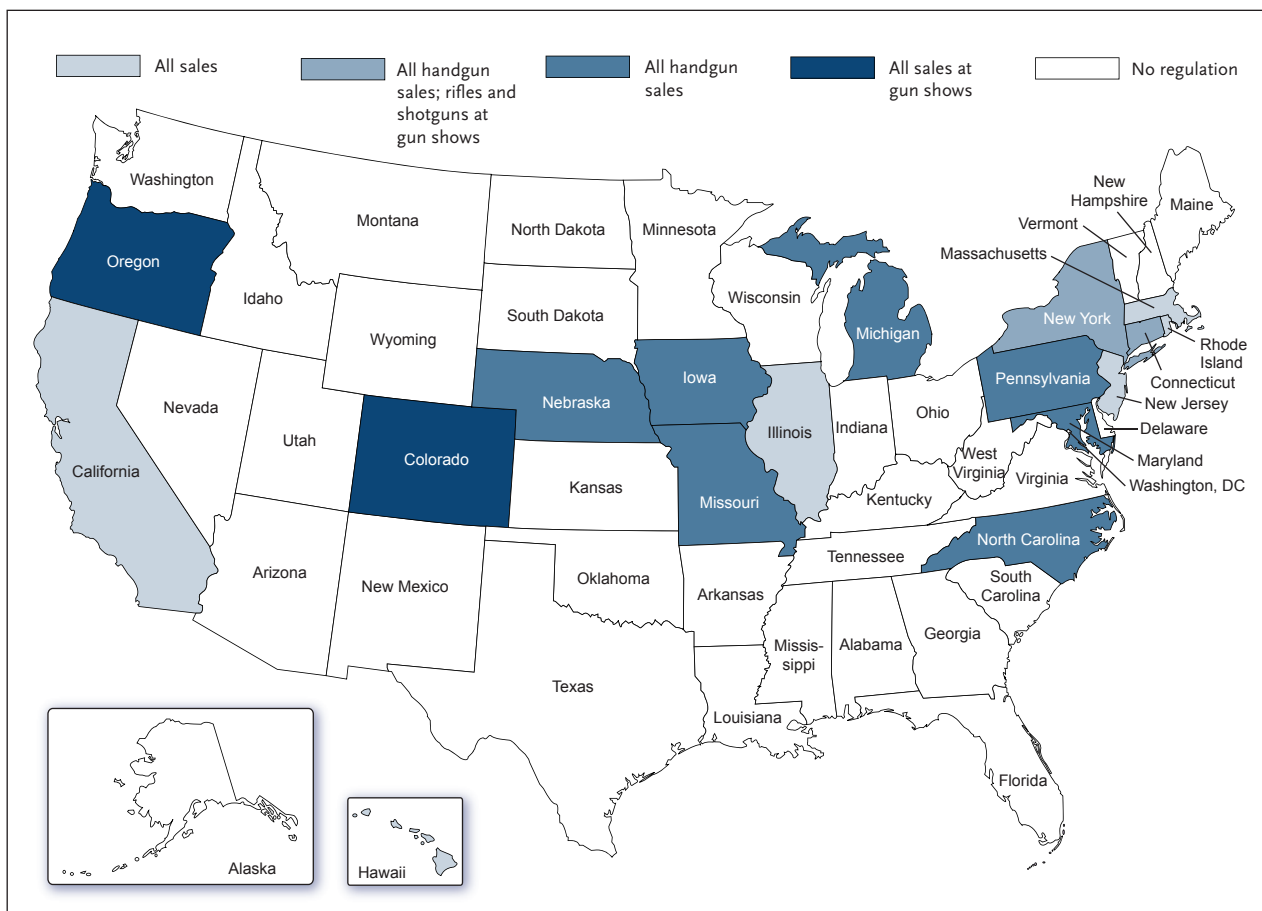 All sales
All handgun
sales; rifles and
shotguns at
gun shows
All handgun
sales
All sales at
gun shows
No regulation
Washington
Montana
North Dakota
Minnesota
New
Hampshire
Maine
Vermont
Massachusetts
Oregon
Idaho
Wyoming
South Dakota
Wisconsin
Michigan
New York
Rhode
Island
Connecticut
New Jersey
Delaware
Maryland
Washington, DC
Nevada
Utah
Colorado
Nebraska
Iowa
Illinois
Indiana
Ohio
Pennsylvania
West
Virginia
Virginia
California
Kansas
Missouri
Kentucky
Arizona
New Mexico
Oklahoma
Arkansas
Tennessee
North Carolina
South
Carolina
Missis-
sippi
Alabama
Georgia
Texas
Louisiana
Florida
Alaska
Hawaii